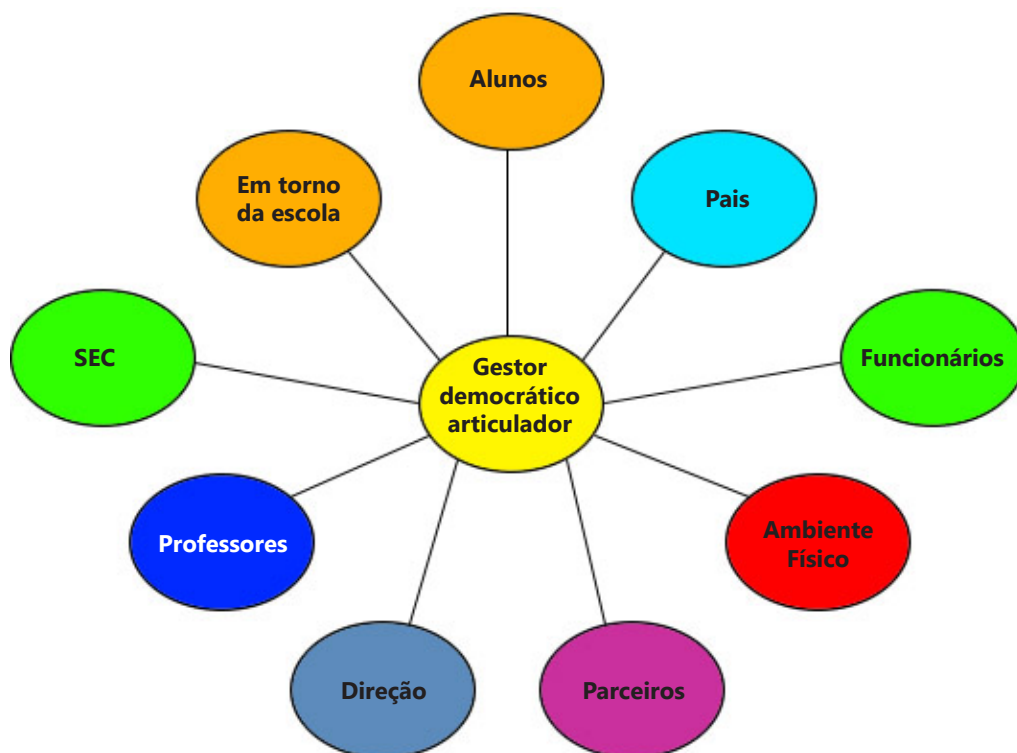 Alunos
Em torno
da escola
Pais
SEC
Gestor
democrático
articulador
Funcionários
Professores
Ambiente
Físico
Direção
Parceiros